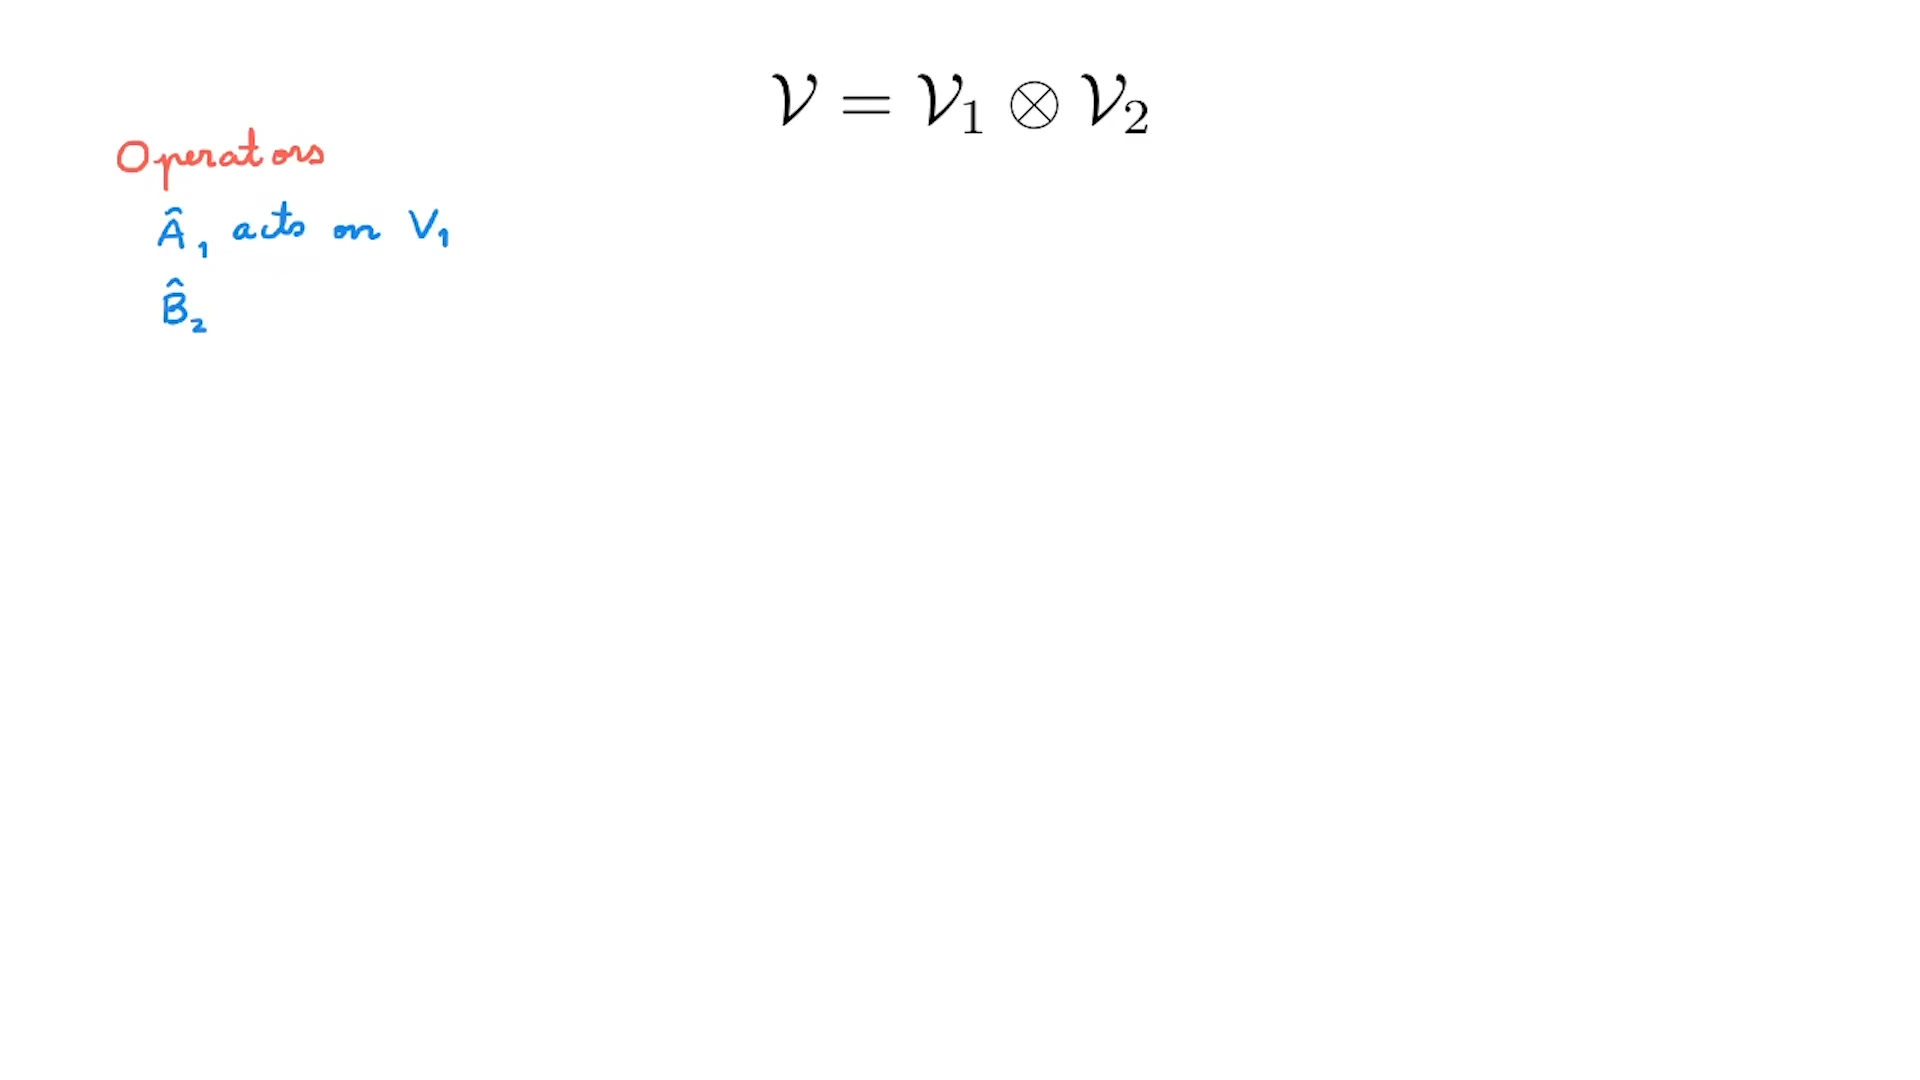 𝒱 = 𝒱₁ ⊗ 𝒱₂
Operators
Â₁ acts on V₁
B̂₂